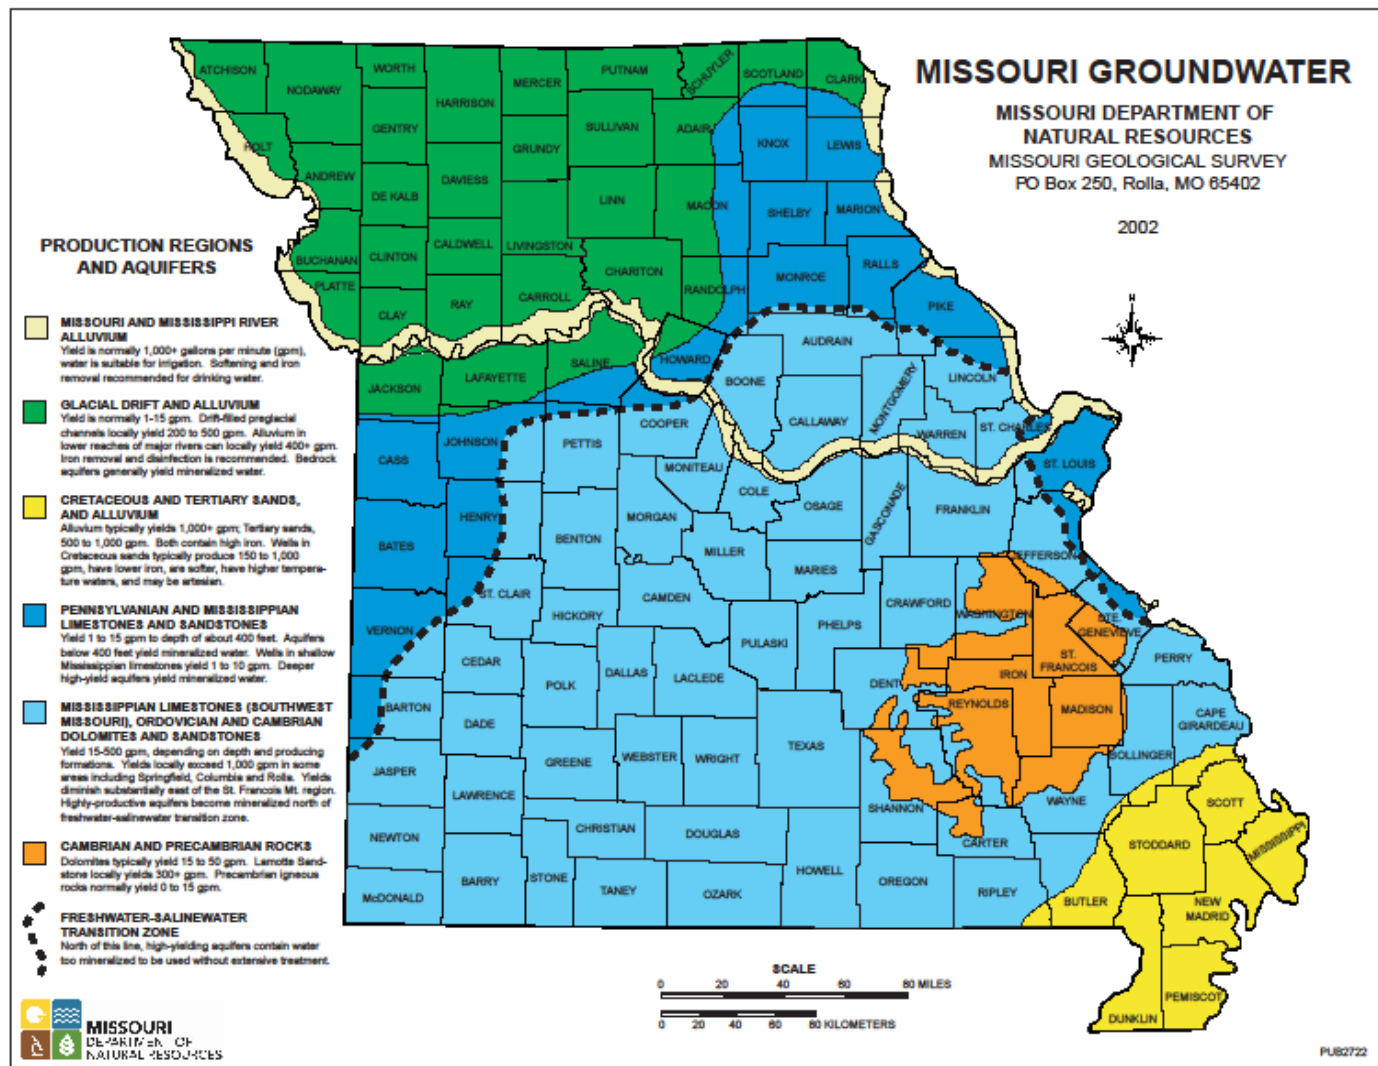 MISSOURI GROUNDWATER
MISSOURI DEPARTMENT OF
NATURAL RESOURCES
MISSOURI GEOLOGICAL SURVEY
PO Box 250, Rolla, MO 65402
2002
PRODUCTION REGIONS
AND AQUIFERS
MISSOURI AND MISSISSIPPI RIVER
ALLUVIUM
Yield is normally 1,000+ gallons per minute (gpm),
water is suitable for irrigation. Softening and iron
removal recommended for drinking water.
GLACIAL DRIFT AND ALLUVIUM
Yield is normally 1-15 gpm. Drift-filled preglacial
channels locally yield 200 to 500 gpm. Alluvium in
lower reaches of major rivers can locally yield 400+ gpm.
Iron removal and disinfection is recommended. Bedrock
aquifers generally yield mineralized water.
CRETACEOUS AND TERTIARY SANDS,
AND ALLUVIUM
Alluvium typically yields 1,000+ gpm; Tertiary sands,
500 to 1,000 gpm. Both contain high iron. Wells in
Cretaceous sands typically produce 150 to 1,000
gpm, have lower iron, are softer, have higher tempera-
ture waters, and may be artesian.
PENNSYLVANIAN AND MISSISSIPPIAN
LIMESTONES AND SANDSTONES
Yield 1 to 15 gpm to depth of about 400 feet. Aquifers
below 400 feet yield mineralized water. Wells in shallow
Mississippian limestones yield 1 to 10 gpm. Deeper
high-yield aquifers yield mineralized water.
MISSISSIPPIAN LIMESTONES (SOUTHWEST
MISSOURI), ORDOVICIAN AND CAMBRIAN
DOLOMITES AND SANDSTONES
Yield 15-500 gpm, depending on depth and producing
formations. Yields locally exceed 1,000 gpm in some
areas including Springfield, Columbia and Rolla. Yields
diminish substantially east of the St. Francois Mt. region.
Highly-productive aquifers become mineralized north of
freshwater-salinewater transition zone.
CAMBRIAN AND PRECAMBRIAN ROCKS
Dolomites typically yield 15 to 50 gpm. Lamotte Sand-
stone locally yields 300+ gpm. Precambrian igneous
rocks normally yield 0 to 15 gpm.
FRESHWATER-SALINEWATER
TRANSITION ZONE
North of this line, high-yielding aquifers contain water
too mineralized to be used without extensive treatment.
MISSOURI
DEPARTMENT OF
NATURAL RESOURCES
ATCHISON
NODAWAY
WORTH
HARRISON
MERCER
PUTNAM
SCHUYLER
SCOTLAND
CLARK
HOLT
GENTRY
GRUNDY
SULLIVAN
ADAIR
KNOX
LEWIS
ANDREW
DE KALB
DAVIESS
LINN
MACON
SHELBY
MARION
BUCHANAN
CLINTON
CALDWELL
LIVINGSTON
CHARITON
RANDOLPH
MONROE
RALLS
PLATTE
CLAY
RAY
CARROLL
PIKE
JACKSON
LAFAYETTE
SALINE
HOWARD
BOONE
AUDRAIN
CALLAWAY
MONTGOMERY
LINCOLN
WARREN
ST. CHARLES
ST. LOUIS
CASS
JOHNSON
PETTIS
COOPER
MONITEAU
COLE
OSAGE
GASCONADE
FRANKLIN
JEFFERSON
BATES
HENRY
BENTON
MORGAN
MILLER
MARIES
ST. CLAIR
HICKORY
CAMDEN
PULASKI
PHELPS
CRAWFORD
WASHINGTON
STE.
GENEVIEVE
VERNON
CEDAR
POLK
DALLAS
LACLEDE
DENT
IRON
ST.
FRANCOIS
PERRY
BARTON
DADE
REYNOLDS
MADISON
CAPE
GIRARDEAU
BOLLINGER
JASPER
GREENE
WEBSTER
WRIGHT
TEXAS
SHANNON
WAYNE
LAWRENCE
NEWTON
CHRISTIAN
DOUGLAS
CARTER
SCOTT
MISSISSIPPI
STODDARD
McDONALD
BARRY
STONE
TANEY
OZARK
HOWELL
OREGON
RIPLEY
BUTLER
NEW
MADRID
PEMISCOT
DUNKLIN
N
SCALE
0 20 40 60 80 MILES
0 20 40 60 80 KILOMETERS
PUB2722